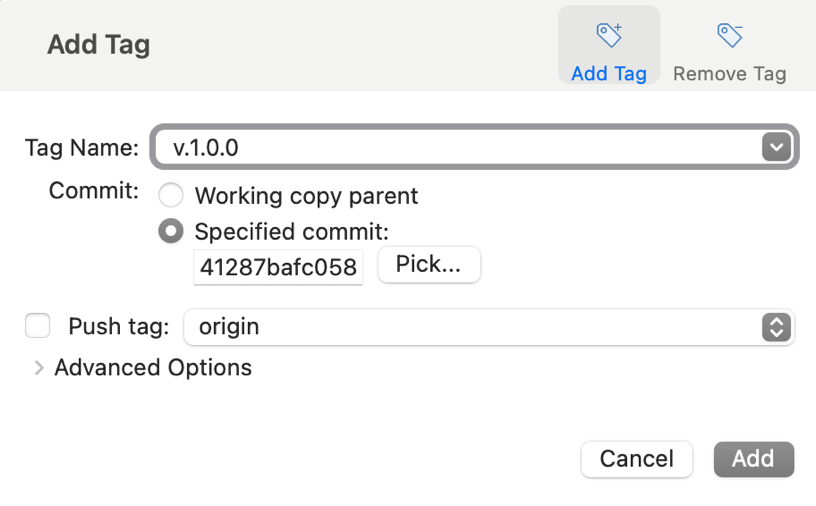 Add Tag
Add Tag
Remove Tag
Tag Name: v.1.0.0
Commit: Working copy parent
Specified commit:
41287bafc058 Pick...
Push tag: origin
Advanced Options
Cancel Add